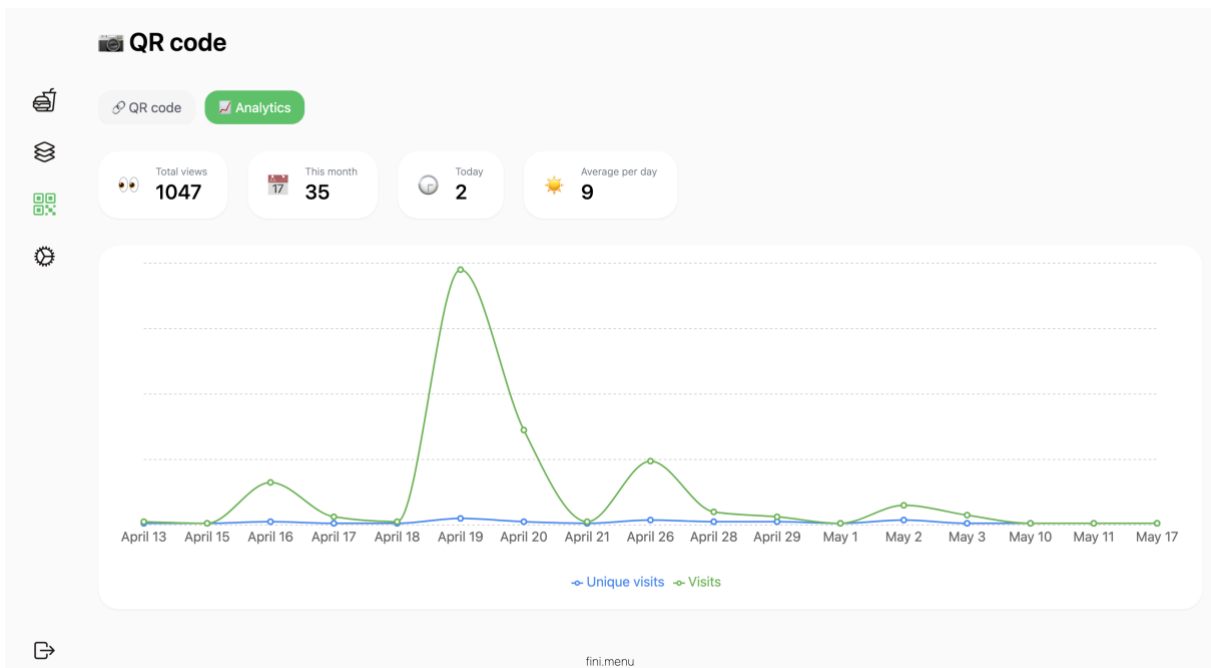 QR code
QR code
Analytics
Total views
1047
This month
17
35
Today
2
Average per day
9
April 13 April 15 April 16 April 17 April 18 April 19 April 20 April 21 April 26 April 28 April 29 May 1 May 2 May 3 May 10 May 11 May 17
Unique visits Visits
fini.menu